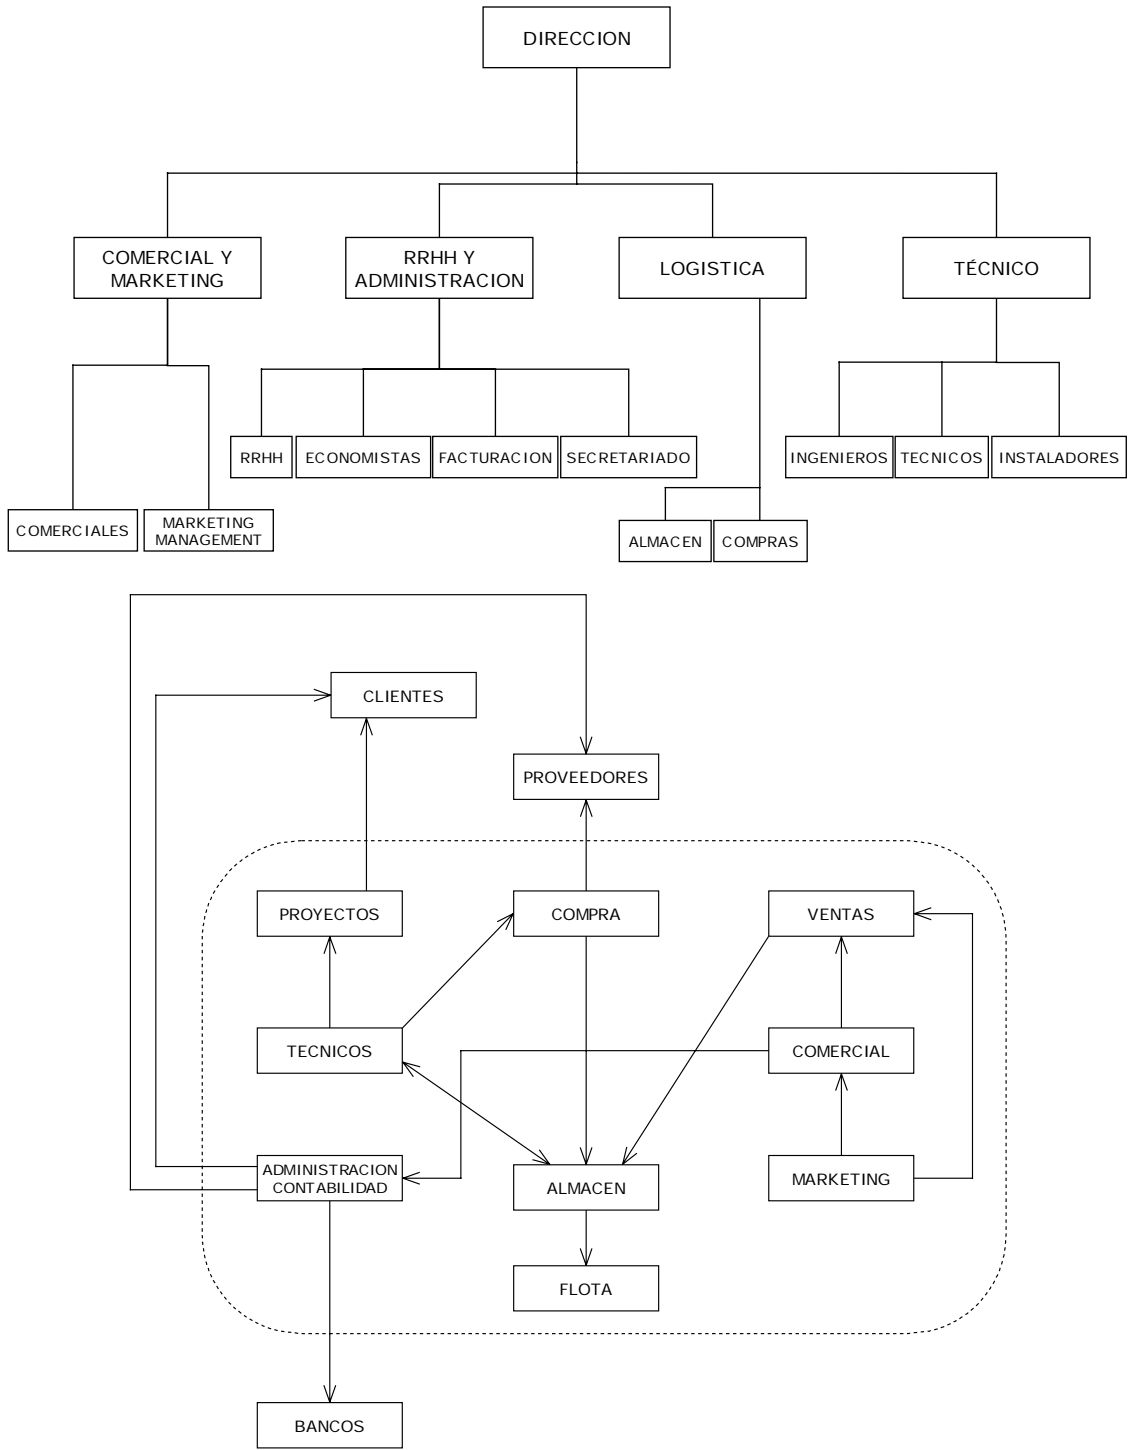 DIRECCION
COMERCIAL Y
MARKETING
RRHH Y
ADMINISTRACION
LOGISTICA
TÉCNICO
RRHH
ECONOMISTAS
FACTURACION
SECRETARIADO
INGENIEROS
TECNICOS
INSTALADORES
COMERCIALES
MARKETING
MANAGEMENT
ALMACEN
COMPRAS
CLIENTES
PROVEEDORES
PROYECTOS
COMPRA
VENTAS
TECNICOS
COMERCIAL
ADMINISTRACION
CONTABILIDAD
ALMACEN
MARKETING
FLOTA
BANCOS